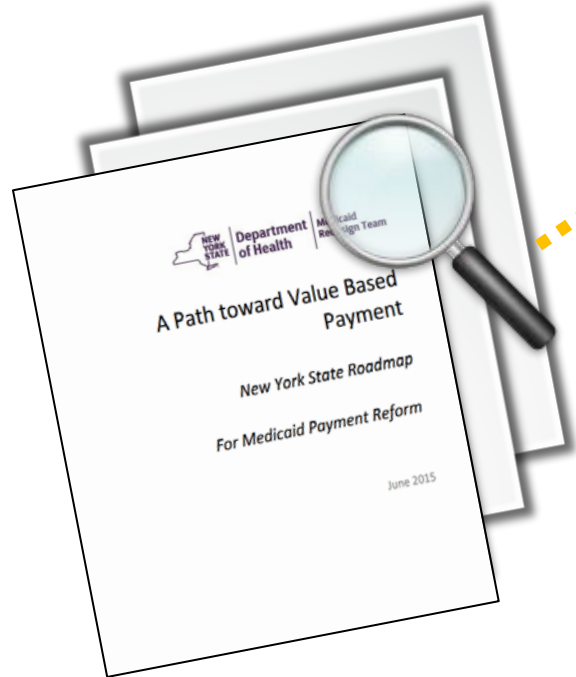 NEW
YORK
STATE
Department
of Health
Medicaid
Redesign Team
A Path toward Value Based
Payment
New York State Roadmap
For Medicaid Payment Reform
June 2015